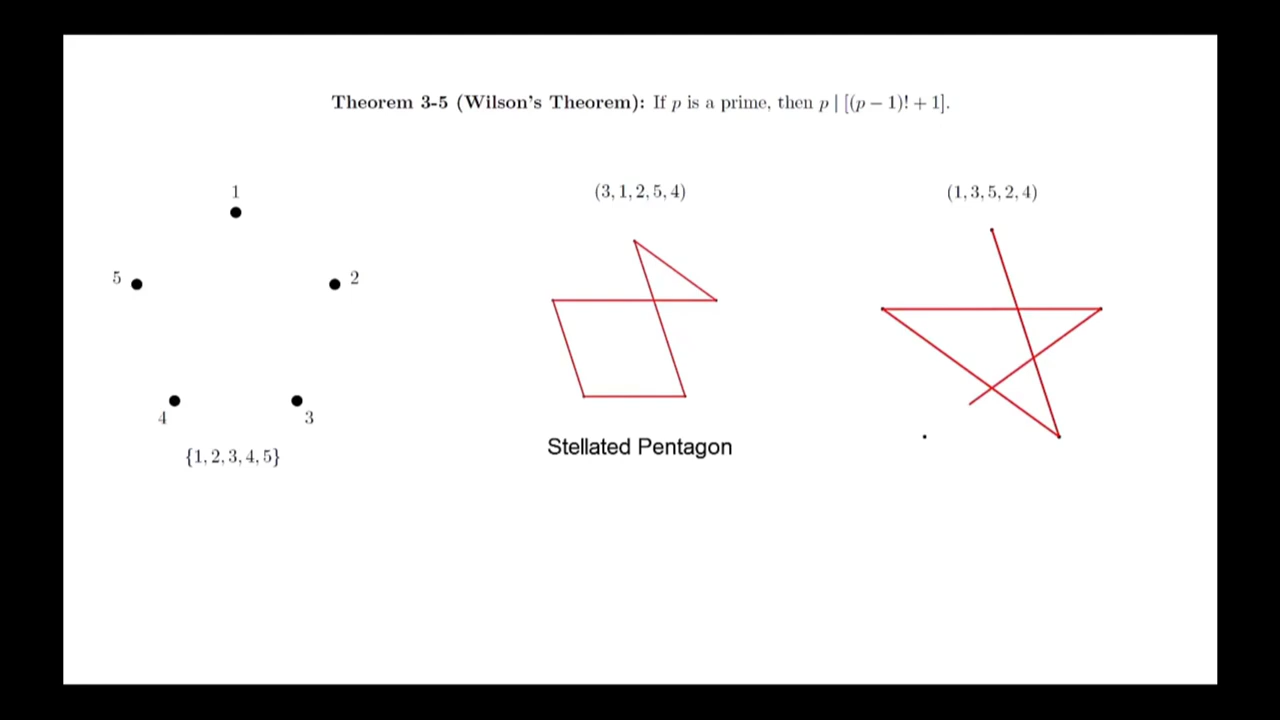 Theorem 3-5 (Wilson's Theorem): If p is a prime, then p | [(p − 1)! + 1].
1
5
2
4
3
{1, 2, 3, 4, 5}
(3, 1, 2, 5, 4)
Stellated Pentagon
(1, 3, 5, 2, 4)